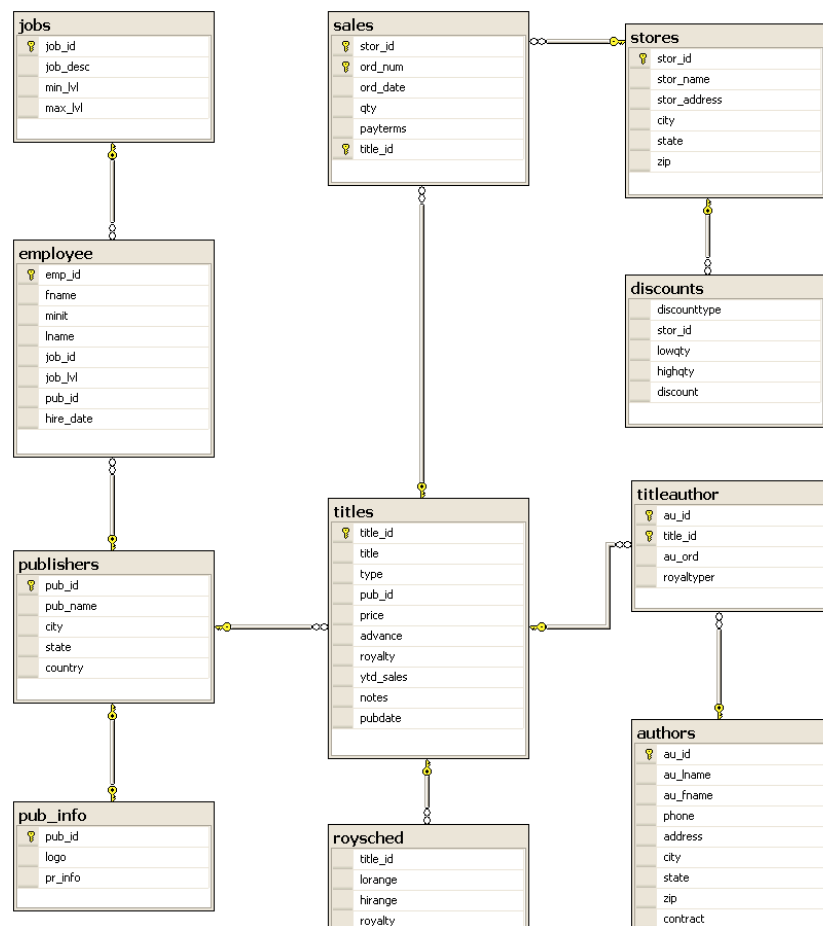 jobs
job_id
job_desc
min_lvl
max_lvl
sales
stor_id
ord_num
ord_date
qty
payterms
title_id
stores
stor_id
stor_name
stor_address
city
state
zip
employee
emp_id
fname
minit
lname
job_id
job_lvl
pub_id
hire_date
discounts
discounttype
stor_id
lowqty
highqty
discount
publishers
pub_id
pub_name
city
state
country
titles
title_id
title
type
pub_id
price
advance
royalty
ytd_sales
notes
pubdate
titleauthor
au_id
title_id
au_ord
royaltyper
pub_info
pub_id
logo
pr_info
roysched
title_id
lorange
hirange
royalty
authors
au_id
au_lname
au_fname
phone
address
city
state
zip
contract